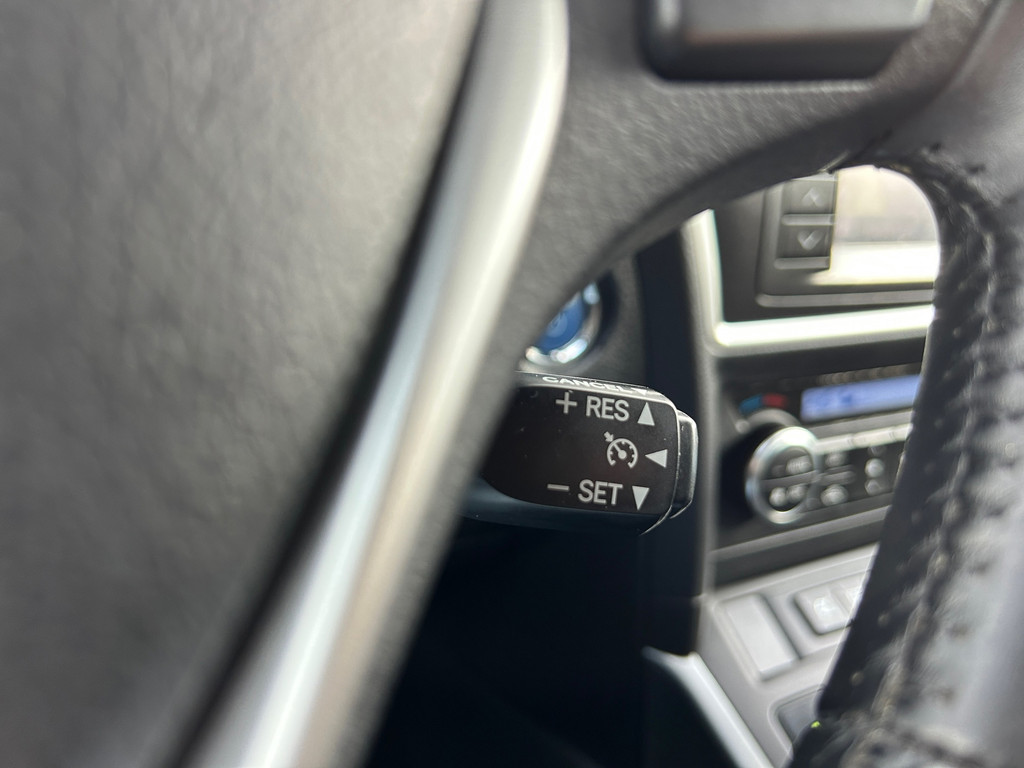 CANCEL
+ RES ▲
◀
− SET ▼